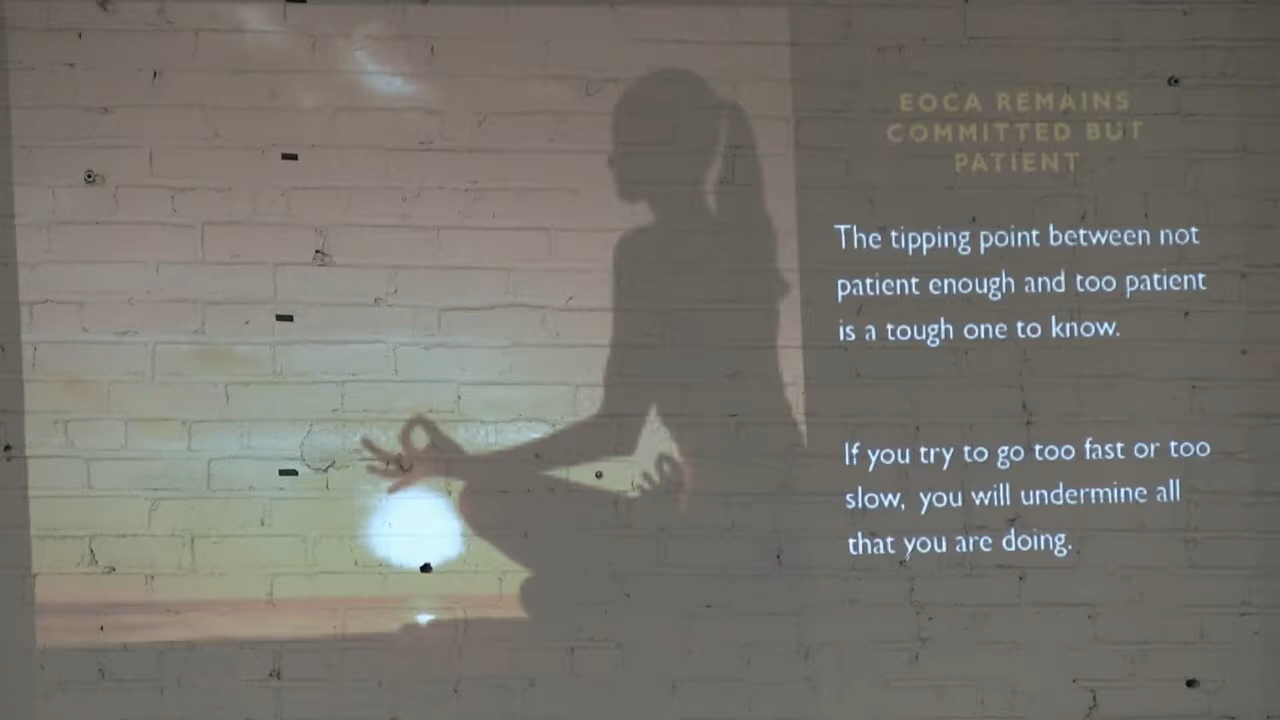 EOCA REMAINS
COMMITTED BUT
PATIENT
The tipping point between not
patient enough and too patient
is a tough one to know.
If you try to go too fast or too
slow, you will undermine all
that you are doing.